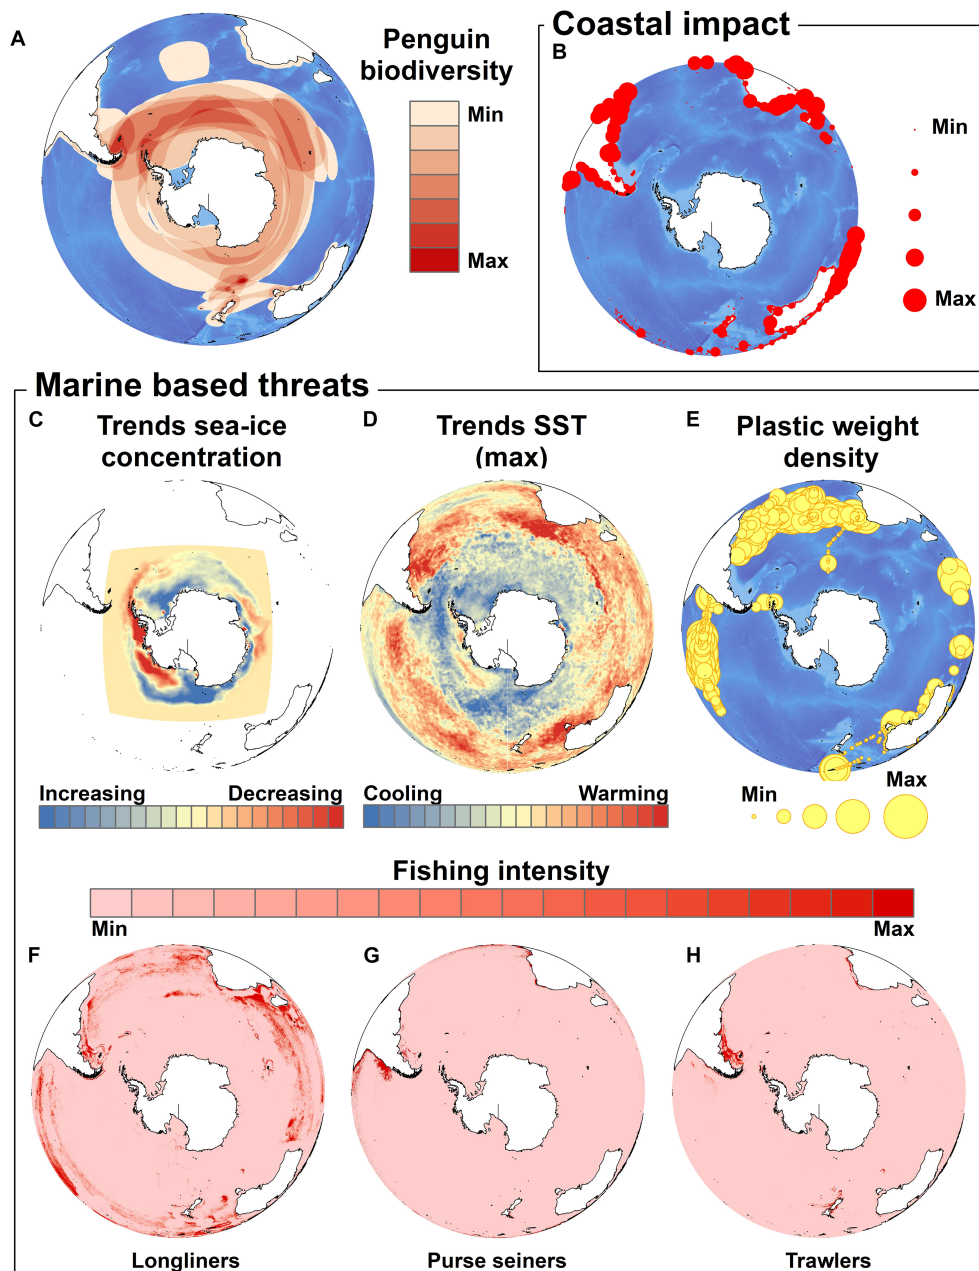 A
Penguin
biodiversity
Min
Max
Coastal impact
B
Min
Max
Marine based threats
C
Trends sea-ice
concentration
Increasing
Decreasing
D
Trends SST
(max)
Cooling
Warming
E
Plastic weight
density
Min
Max
Fishing intensity
Min
Max
F
Longliners
G
Purse seiners
H
Trawlers